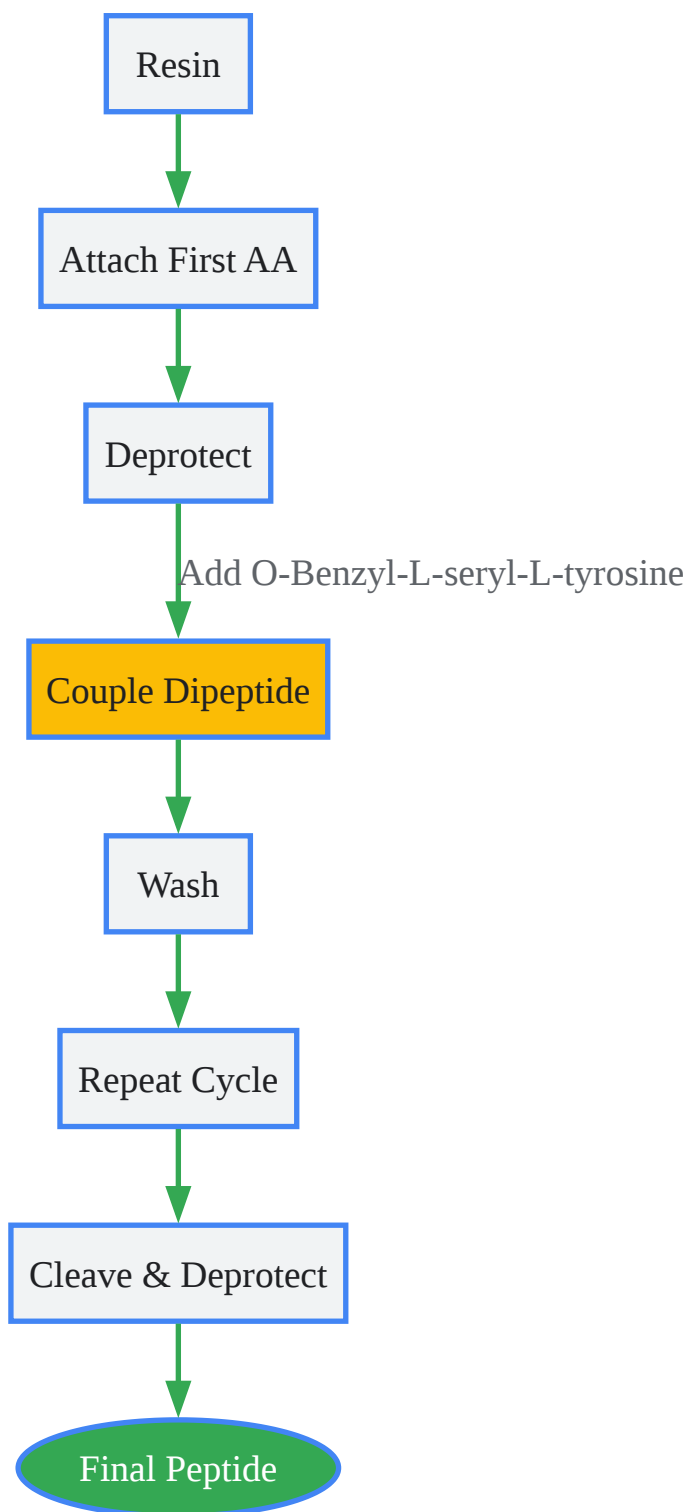 Resin
Attach First AA
Deprotect
Add O-Benzyl-L-seryl-L-tyrosine
Couple Dipeptide
Wash
Repeat Cycle
Cleave & Deprotect
Final Peptide